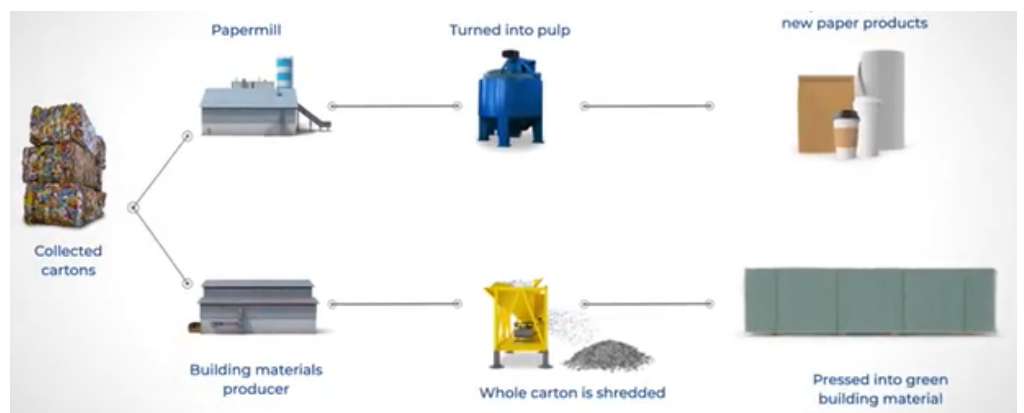 Papermill
Turned into pulp
new paper products
Collected
cartons
Building materials
producer
Whole carton is shredded
Pressed into green
building material